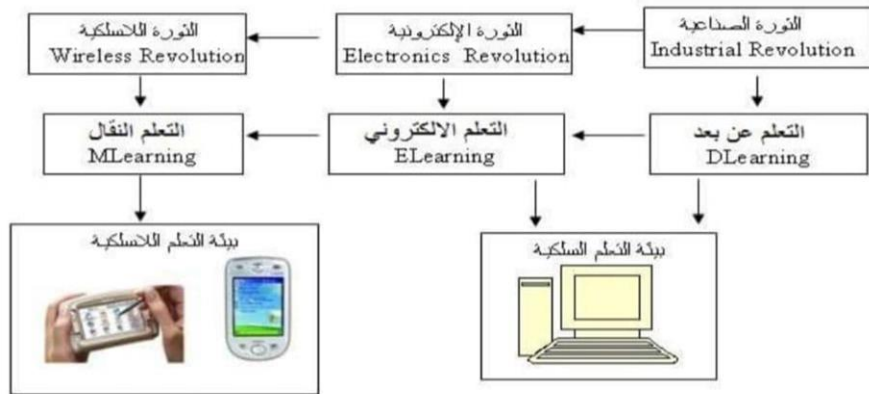 الثورة الصناعية
Industrial Revolution
الثورة الإلكترونية
Electronics Revolution
الثورة اللاسلكية
Wireless Revolution
التعلم عن بعد
DLearning
التعلم الالكتروني
ELearning
التعلم النقال
MLearning
بيئة التعلم السلكية
بيئة التعلم اللاسلكية